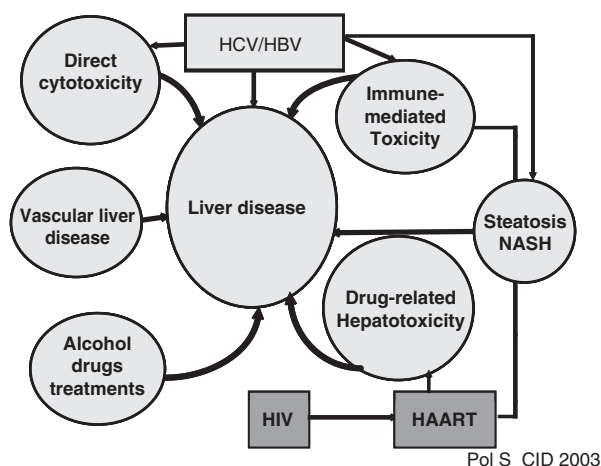 HCV/HBV
Direct
cytotoxicity
Immune-
mediated
Toxicity
Vascular liver
disease
Liver disease
Steatosis
NASH
Drug-related
Hepatotoxicity
Alcohol
drugs
treatments
HIV
HAART
Pol S CID 2003